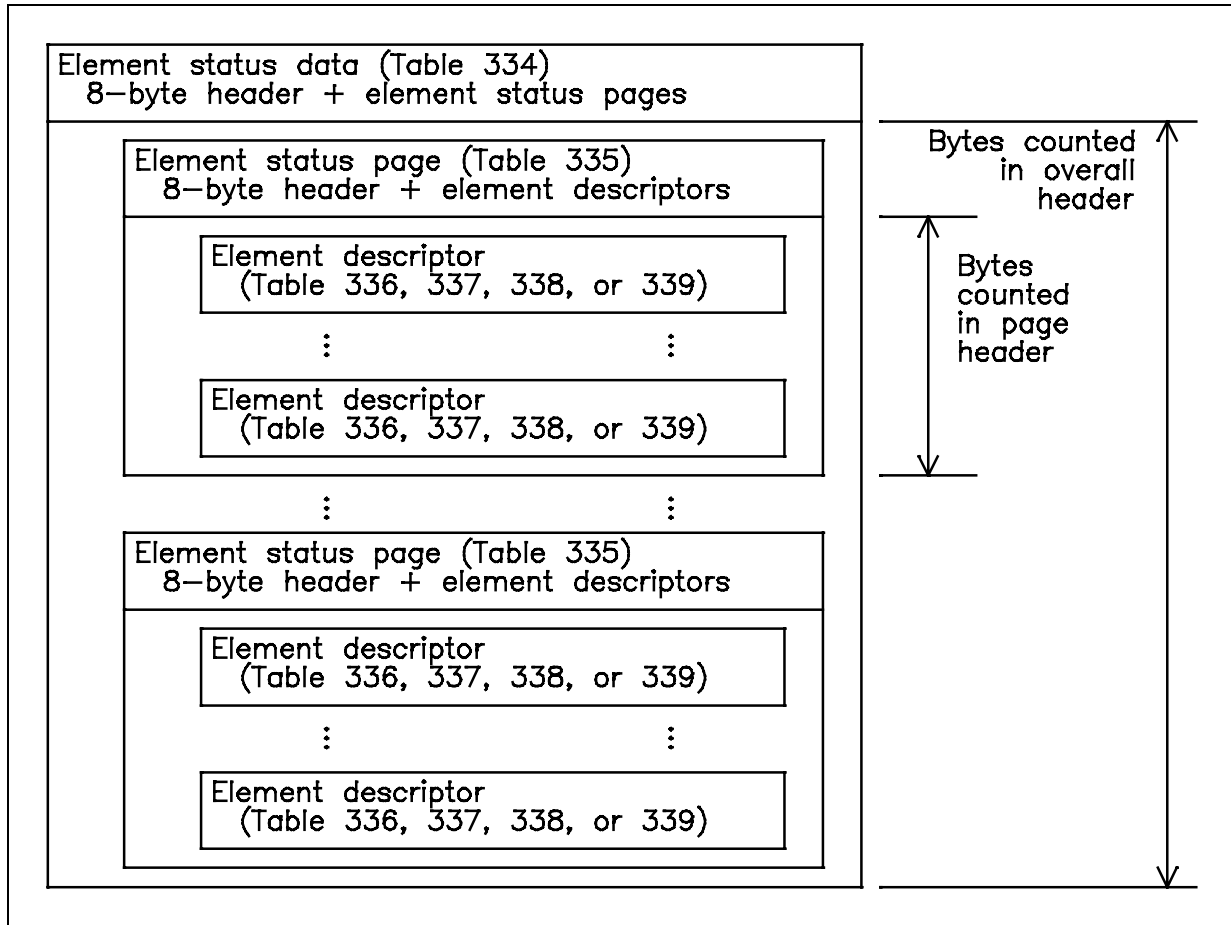 Element status data (Table 334)
8-byte header + element status pages
Element status page (Table 335)
8-byte header + element descriptors
Element descriptor
(Table 336, 337, 338, or 339)
Element descriptor
(Table 336, 337, 338, or 339)
Element status page (Table 335)
8-byte header + element descriptors
Element descriptor
(Table 336, 337, 338, or 339)
Element descriptor
(Table 336, 337, 338, or 339)
Bytes counted
in overall
header
Bytes
counted
in page
header